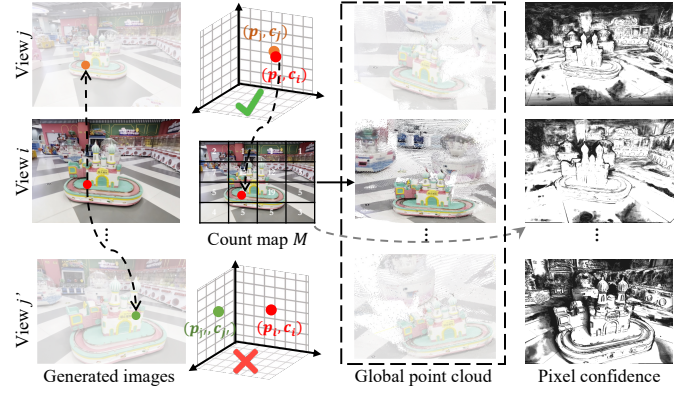 View j
(p_j, c_j)
(p_i, c_i)
View i
Count map M
View j'
(p_j', c_j')
(p_i, c_i)
Generated images
Global point cloud
Pixel confidence